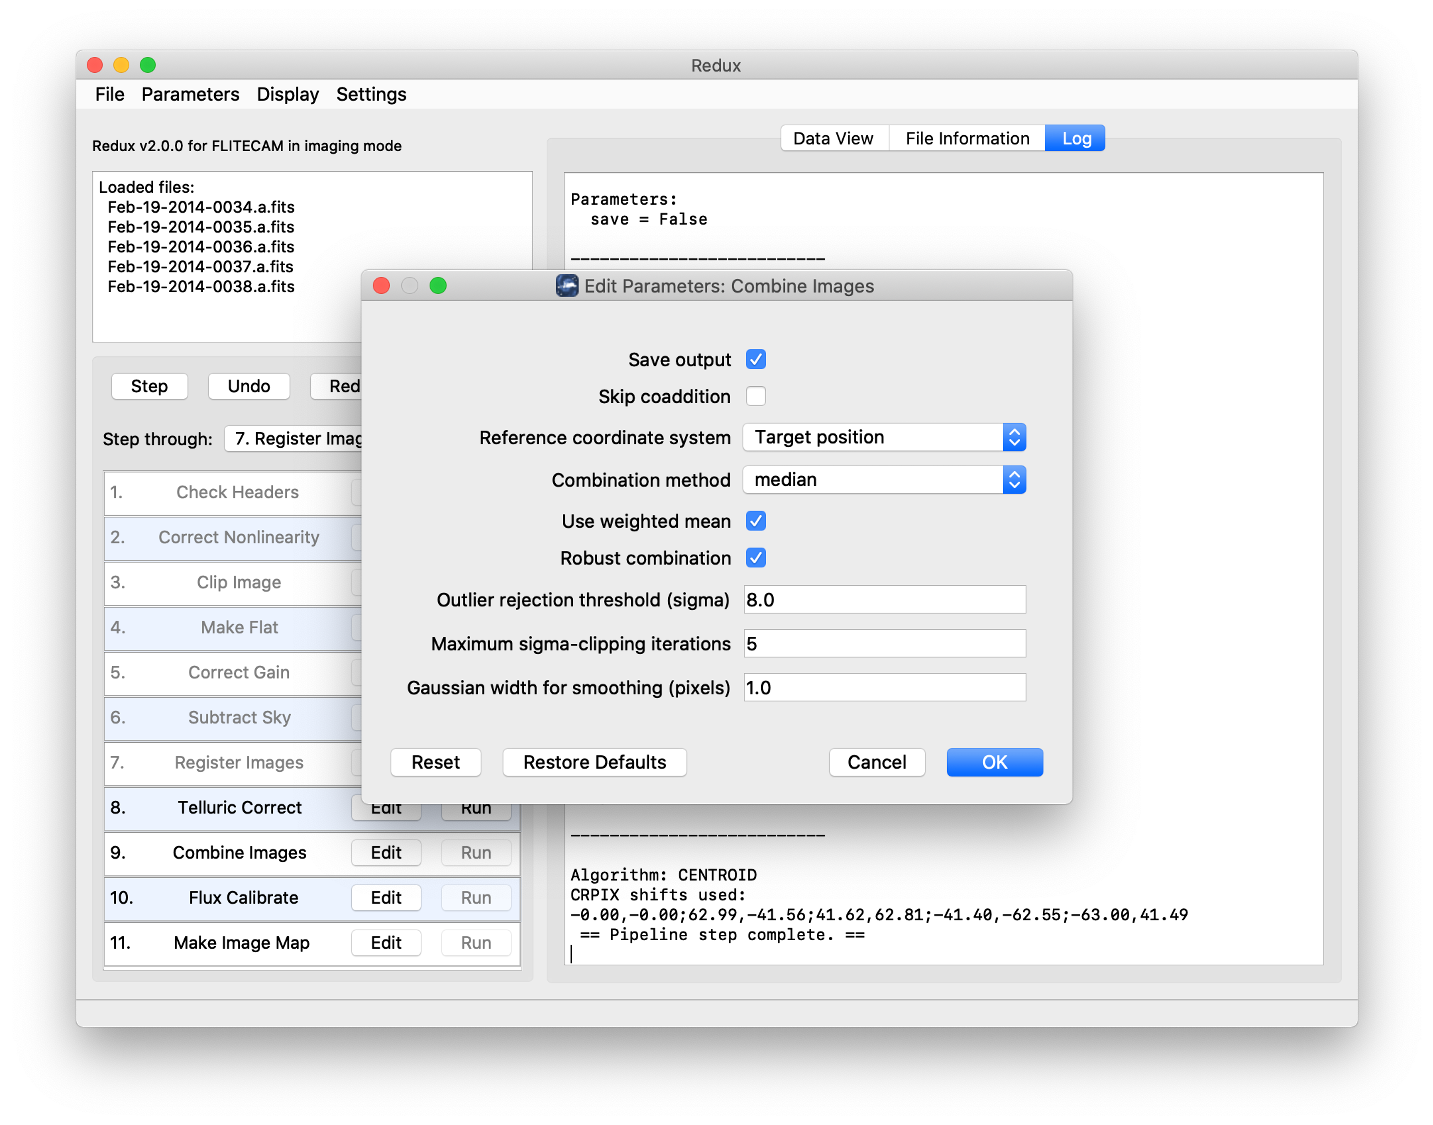 Redux
File Parameters Display Settings
Redux v2.0.0 for FLITECAM in imaging mode
Loaded files:
Feb-19-2014-0034.a.fits
Feb-19-2014-0035.a.fits
Feb-19-2014-0036.a.fits
Feb-19-2014-0037.a.fits
Feb-19-2014-0038.a.fits
Step Undo Red
Step through: 7. Register Imag
1. Check Headers
2. Correct Nonlinearity
3. Clip Image
4. Make Flat
5. Correct Gain
6. Subtract Sky
7. Register Images
8. Telluric Correct Edit Run
9. Combine Images Edit Run
10. Flux Calibrate Edit Run
11. Make Image Map Edit Run
Data View File Information Log
Parameters:
save = False
--------------------------
Edit Parameters: Combine Images
Save output
Skip coaddition
Reference coordinate system Target position
Combination method median
Use weighted mean
Robust combination
Outlier rejection threshold (sigma) 8.0
Maximum sigma-clipping iterations 5
Gaussian width for smoothing (pixels) 1.0
Reset Restore Defaults Cancel OK
--------------------------
Algorithm: CENTROID
CRPIX shifts used:
-0.00,-0.00;62.99,-41.56;41.62,62.81;-41.40,-62.55;-63.00,41.49
== Pipeline step complete. ==